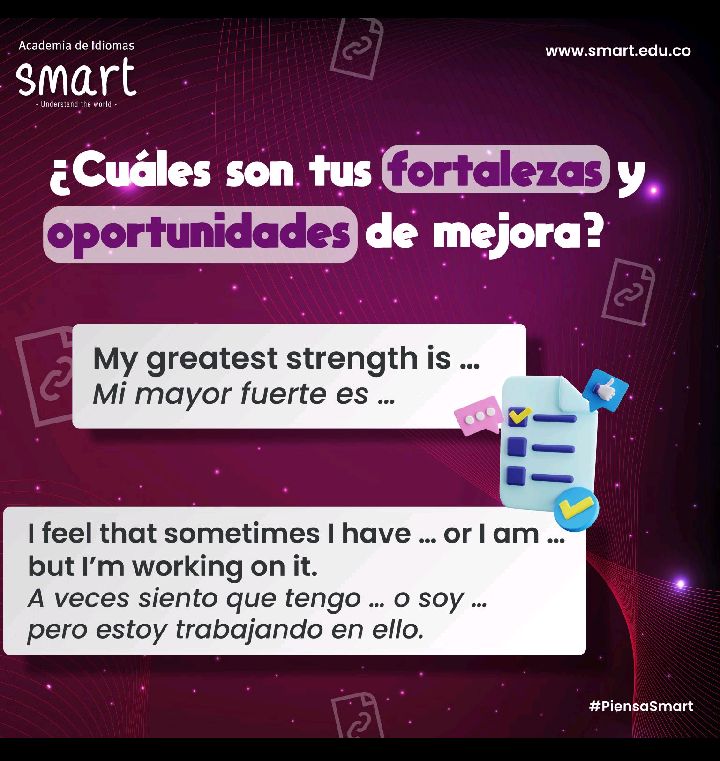 Academia de Idiomas
smart
- Understand the world -
www.smart.edu.co
¿Cuáles son tus fortalezas y
oportunidades de mejora?
My greatest strength is ...
Mi mayor fuerte es ...
I feel that sometimes I have ... or I am ...
but I'm working on it.
A veces siento que tengo ... o soy ...
pero estoy trabajando en ello.
#PiensaSmart